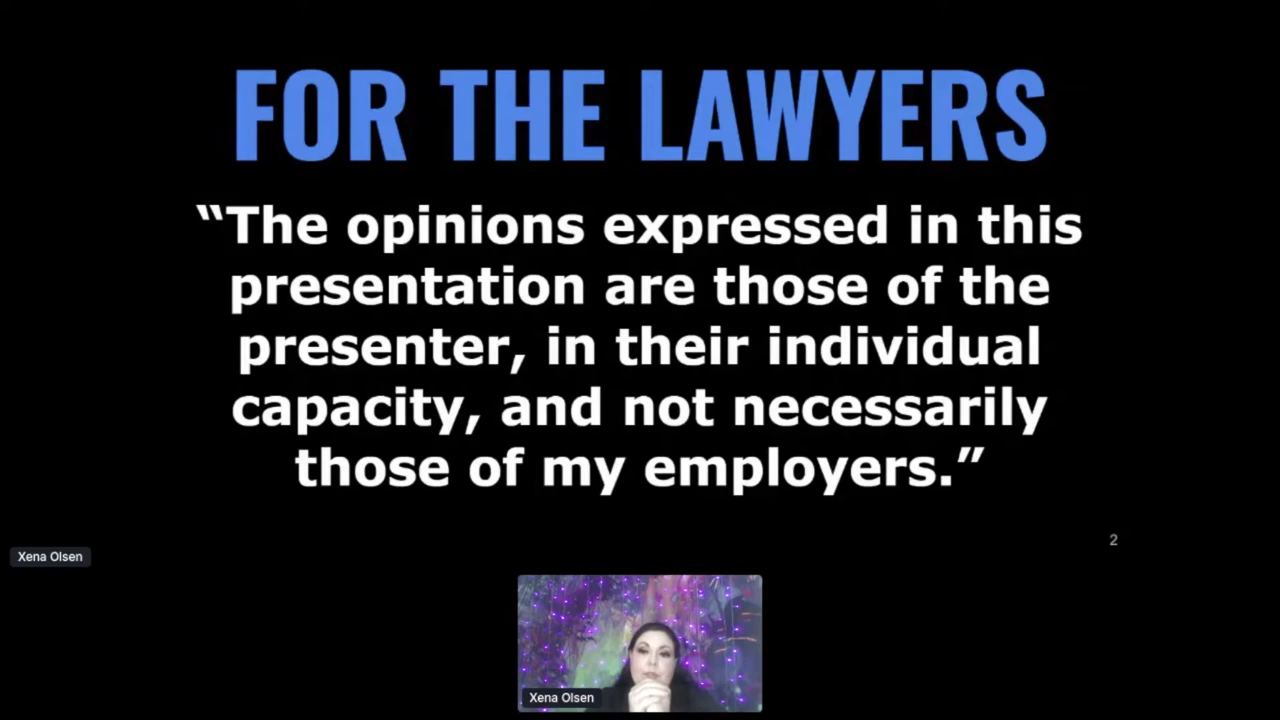 FOR THE LAWYERS
“The opinions expressed in this
presentation are those of the
presenter, in their individual
capacity, and not necessarily
those of my employers.”
2
Xena Olsen
Xena Olsen